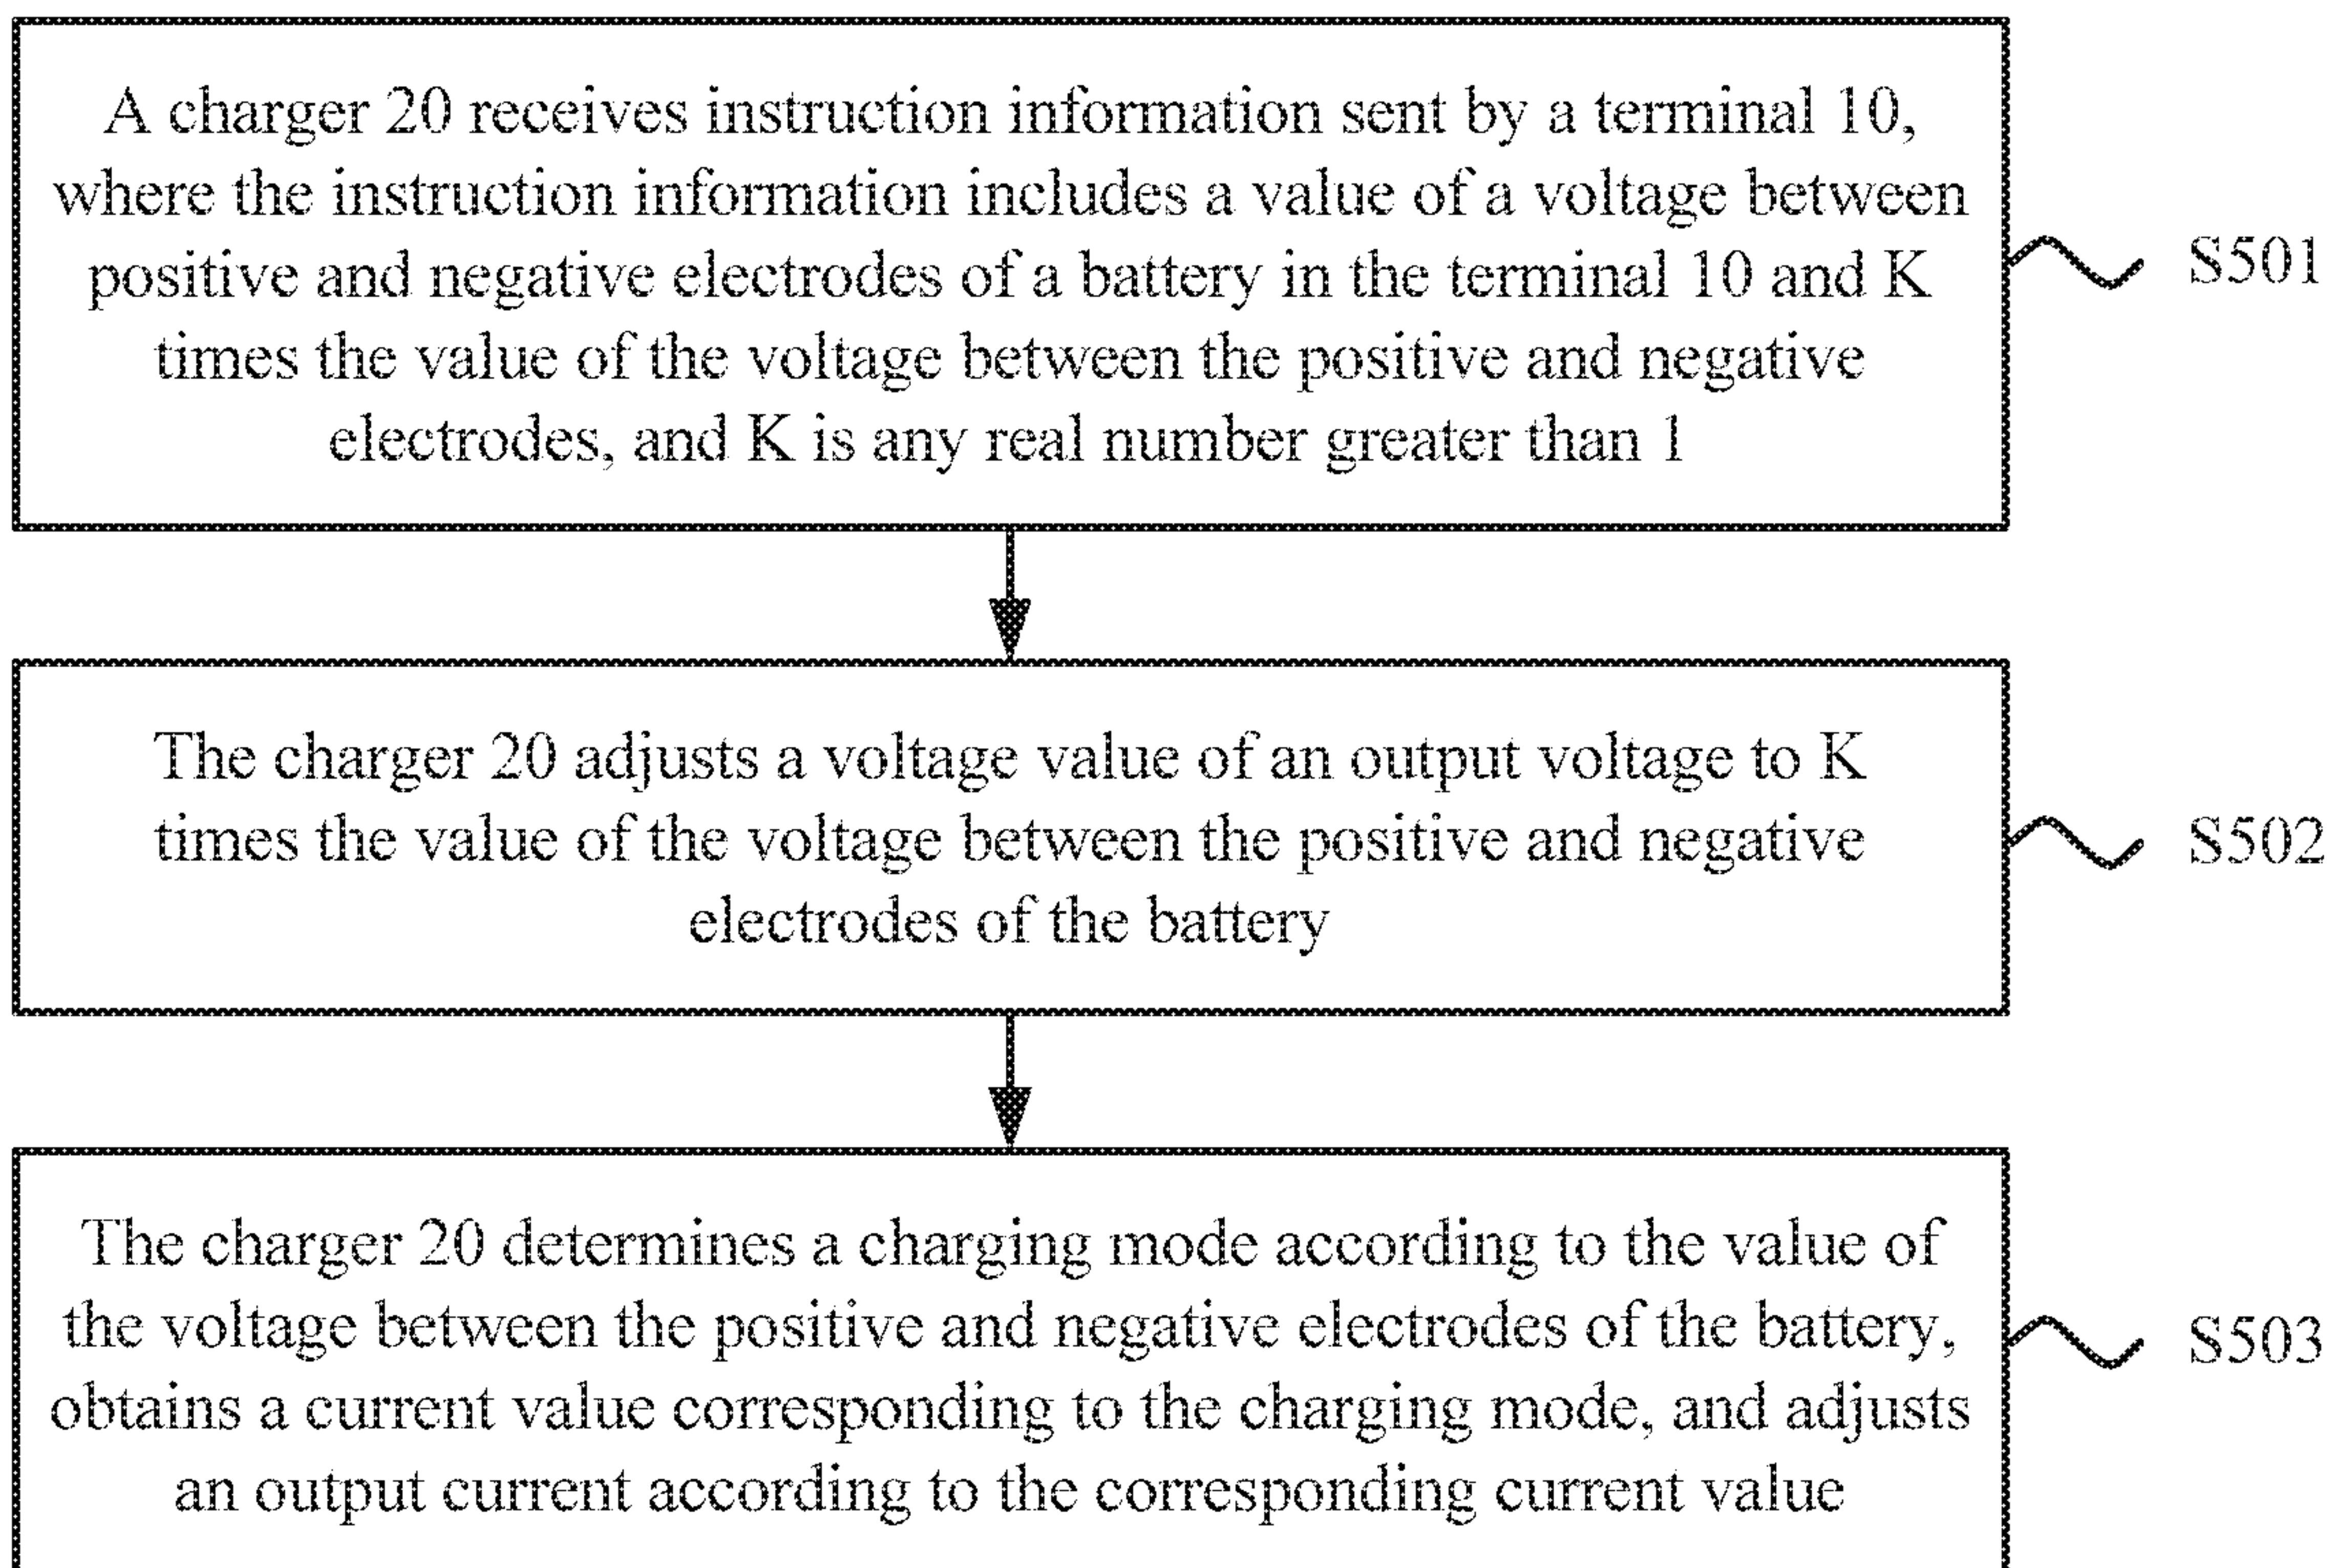 A charger 20 receives instruction information sent by a terminal 10,
where the instruction information includes a value of a voltage between
positive and negative electrodes of a battery in the terminal 10 and K
times the value of the voltage between the positive and negative
electrodes, and K is any real number greater than 1
S501
The charger 20 adjusts a voltage value of an output voltage to K
times the value of the voltage between the positive and negative
electrodes of the battery
S502
The charger 20 determines a charging mode according to the value of
the voltage between the positive and negative electrodes of the battery,
obtains a current value corresponding to the charging mode, and adjusts
an output current according to the corresponding current value
S503